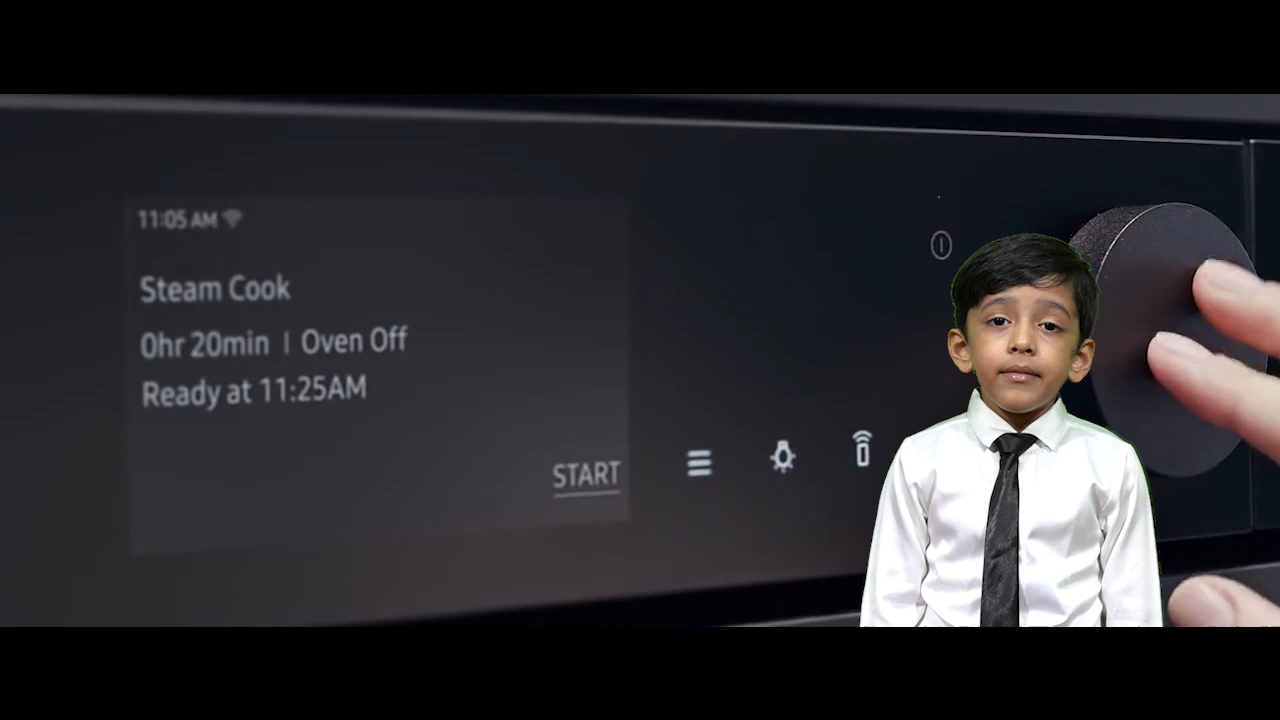 11:05 AM
Steam Cook
0hr 20min | Oven Off
Ready at 11:25AM
START